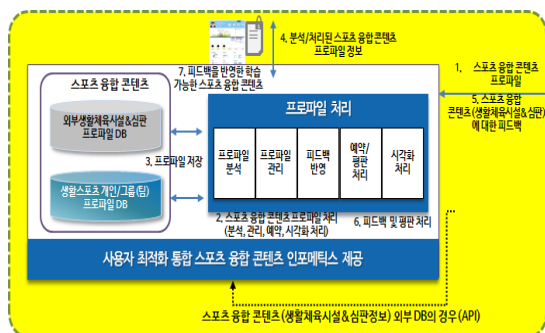 4. 분석/처리된 스포츠 융합콘텐츠
프로파일 정보
1. 스포츠 융합콘텐츠
프로파일
7. 피드백을 반영한 학습
가능한 스포츠 융합콘텐츠
스포츠 융합 콘텐츠
외부생활체육시설&심판
프로파일 DB
3. 프로파일 저장
생활스포츠 개인/그룹(팀)
프로파일 DB
프로파일 처리
프로파일
분석
프로파일
관리
피드백
반영
예약/
평판
처리
시각화
처리
5. 스포츠 융합
콘텐츠(생활체육시설&심판)
에 대한 피드백
2. 스포츠 융합콘텐츠프로파일 처리
(분석, 관리, 예약, 시각화 처리)
6. 피드백 및 평판 처리
사용자 최적화 통합 스포츠 융합 콘텐츠 인포메틱스 제공
스포츠 융합 콘텐츠 (생활체육시설&심판정보) 외부 DB의 경우 (API)